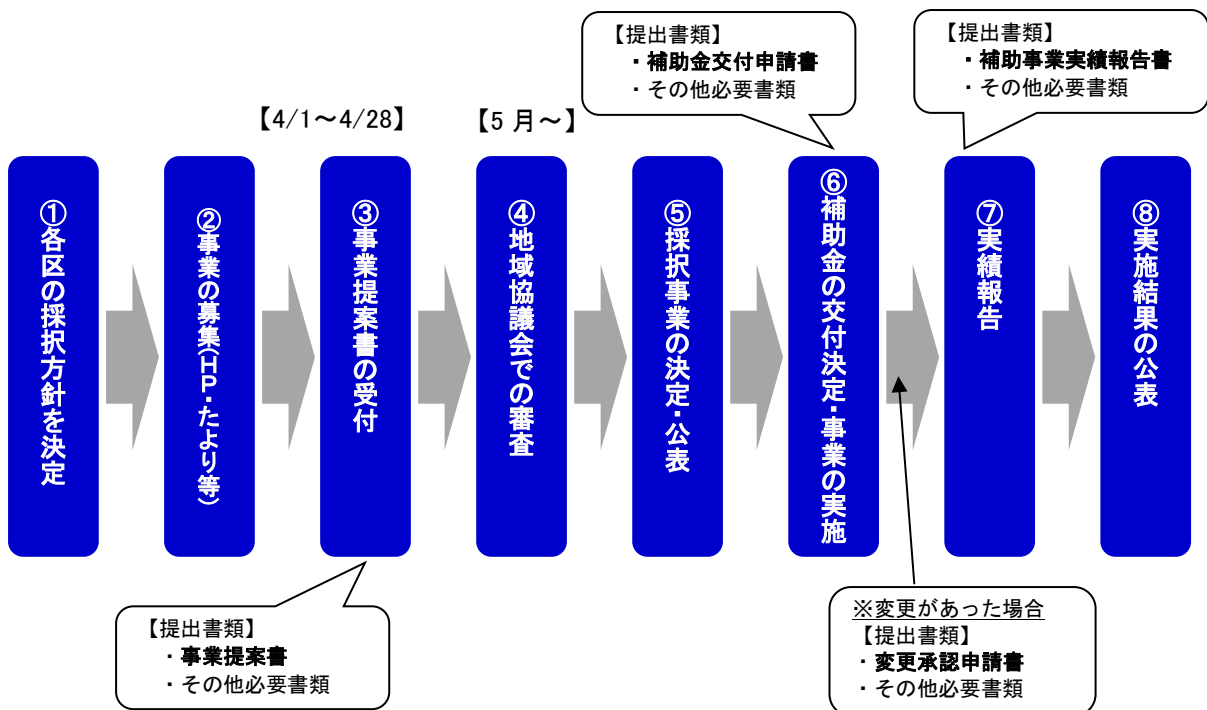 【提出書類】
・補助金交付申請書
・その他必要書類
【提出書類】
・補助事業実績報告書
・その他必要書類
【4/1～4/28】
【5月～】
①各区の採択方針を決定
②事業の募集(HP・たより等)
③事業提案書の受付
④地域協議会での審査
⑤採択事業の決定・公表
⑥補助金の交付決定・事業の実施
⑦実績報告
⑧実施結果の公表
【提出書類】
・事業提案書
・その他必要書類
※変更があった場合
【提出書類】
・変更承認申請書
・その他必要書類